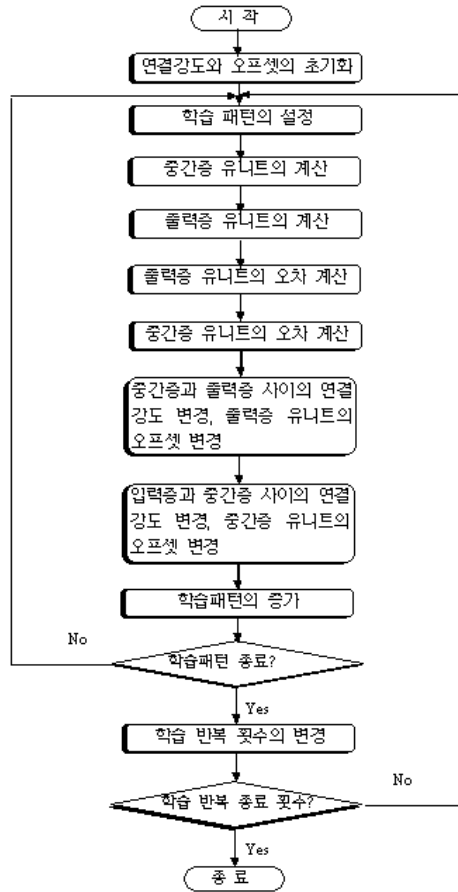 시 작
연결강도와 오프셋의 초기화
학습 패턴의 설정
중간층 유니트의 계산
출력층 유니트의 계산
출력층 유니트의 오차 계산
중간층 유니트의 오차 계산
중간층과 출력층 사이의 연결
강도 변경, 출력층 유니트의
오프셋 변경
입력층과 중간층 사이의 연결
강도 변경, 중간층 유니트의
오프셋 변경
학습패턴의 증가
No
학습패턴 종료?
Yes
학습 반복 횟수의 변경
No
학습 반복 종료 횟수?
Yes
종 료